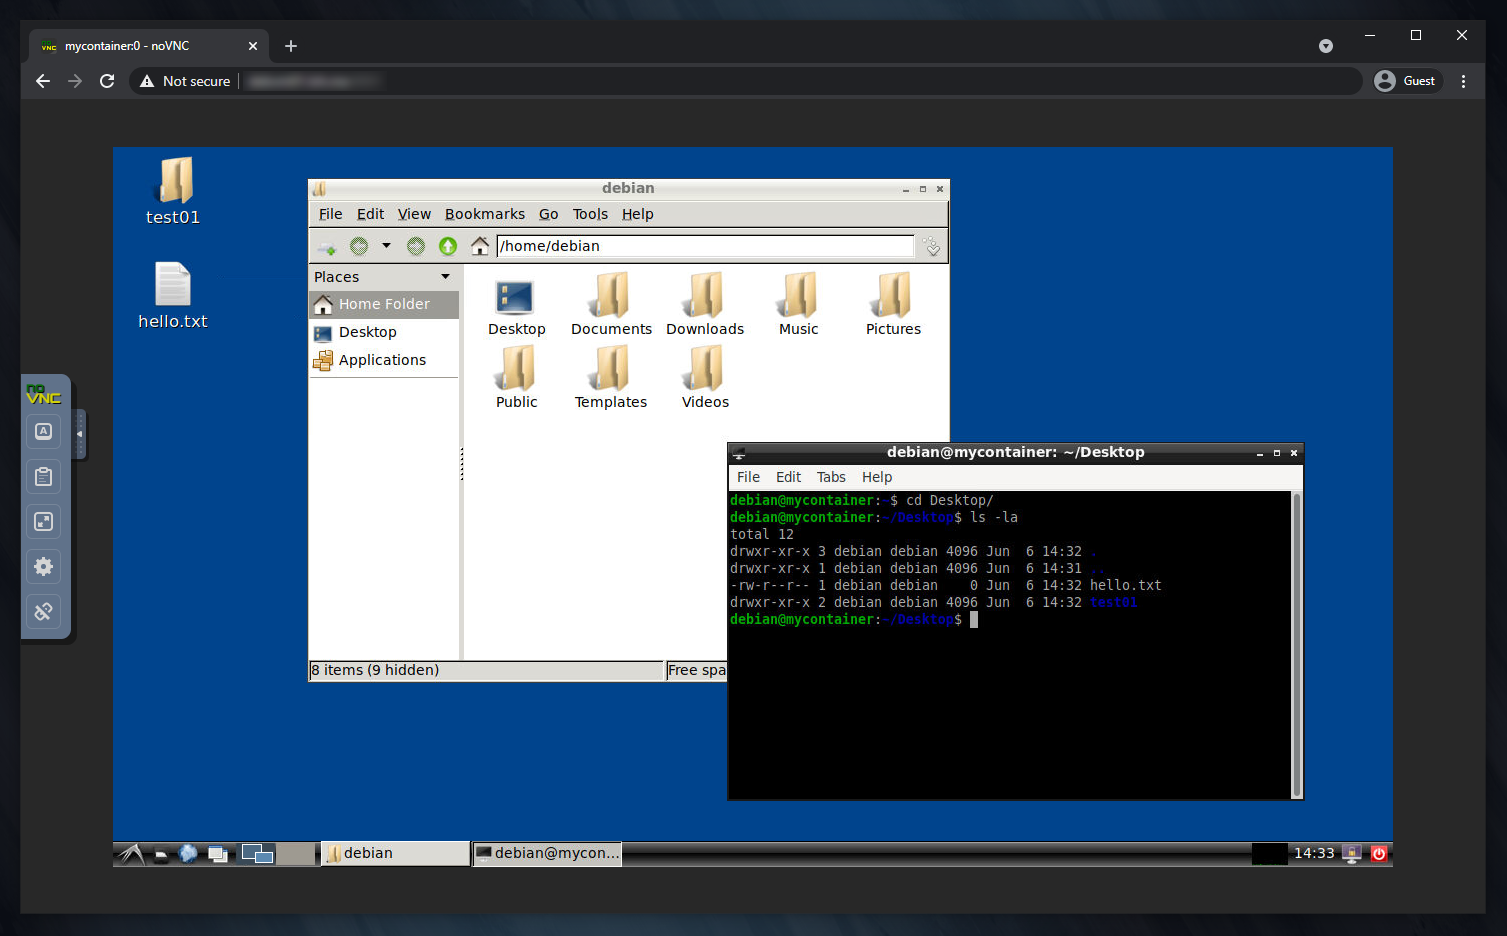 mycontainer:0 - noVNC
Not secure
Guest
test01
hello.txt
debian
File Edit View Bookmarks Go Tools Help
/home/debian
Places
Home Folder
Desktop
Applications
Desktop Documents Downloads Music Pictures
Public Templates Videos
8 items (9 hidden)
Free spa
no
VNC
A
debian@mycontainer: ~/Desktop
File Edit Tabs Help
debian@mycontainer:~$ cd Desktop/
debian@mycontainer:~/Desktop$ ls -la
total 12
drwxr-xr-x 3 debian debian 4096 Jun  6 14:32 .
drwxr-xr-x 1 debian debian 4096 Jun  6 14:31 ..
-rw-r--r-- 1 debian debian    0 Jun  6 14:32 hello.txt
drwxr-xr-x 2 debian debian 4096 Jun  6 14:32 test01
debian@mycontainer:~/Desktop$
debian
debian@mycon...
14:33